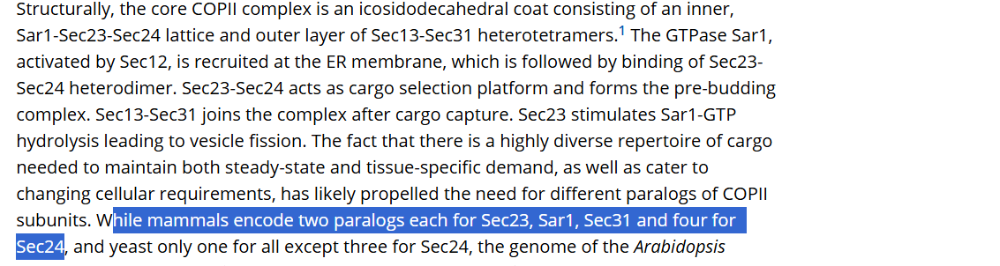 Structurally, the core COPII complex is an icosidodecahedral coat consisting of an inner,
Sar1-Sec23-Sec24 lattice and outer layer of Sec13-Sec31 heterotetramers.1 The GTPase Sar1,
activated by Sec12, is recruited at the ER membrane, which is followed by binding of Sec23-
Sec24 heterodimer. Sec23-Sec24 acts as cargo selection platform and forms the pre-budding
complex. Sec13-Sec31 joins the complex after cargo capture. Sec23 stimulates Sar1-GTP
hydrolysis leading to vesicle fission. The fact that there is a highly diverse repertoire of cargo
needed to maintain both steady-state and tissue-specific demand, as well as cater to
changing cellular requirements, has likely propelled the need for different paralogs of COPII
subunits. While mammals encode two paralogs each for Sec23, Sar1, Sec31 and four for
Sec24, and yeast only one for all except three for Sec24, the genome of the Arabidopsis